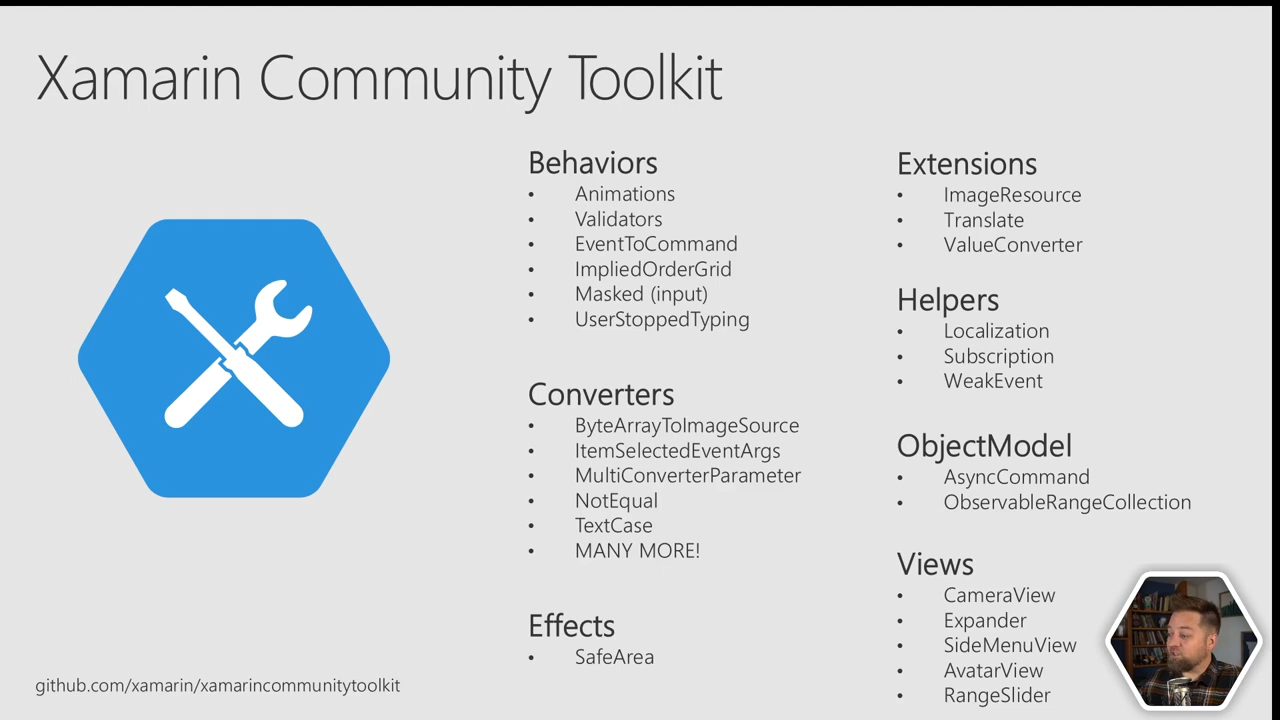 Xamarin Community Toolkit
Behaviors
• Animations
• Validators
• EventToCommand
• ImpliedOrderGrid
• Masked (input)
• UserStoppedTyping
Converters
• ByteArrayToImageSource
• ItemSelectedEventArgs
• MultiConverterParameter
• NotEqual
• TextCase
• MANY MORE!
Effects
• SafeArea
Extensions
• ImageResource
• Translate
• ValueConverter
Helpers
• Localization
• Subscription
• WeakEvent
ObjectModel
• AsyncCommand
• ObservableRangeCollection
Views
• CameraView
• Expander
• SideMenuView
• AvatarView
• RangeSlider
github.com/xamarin/xamarincommunitytoolkit